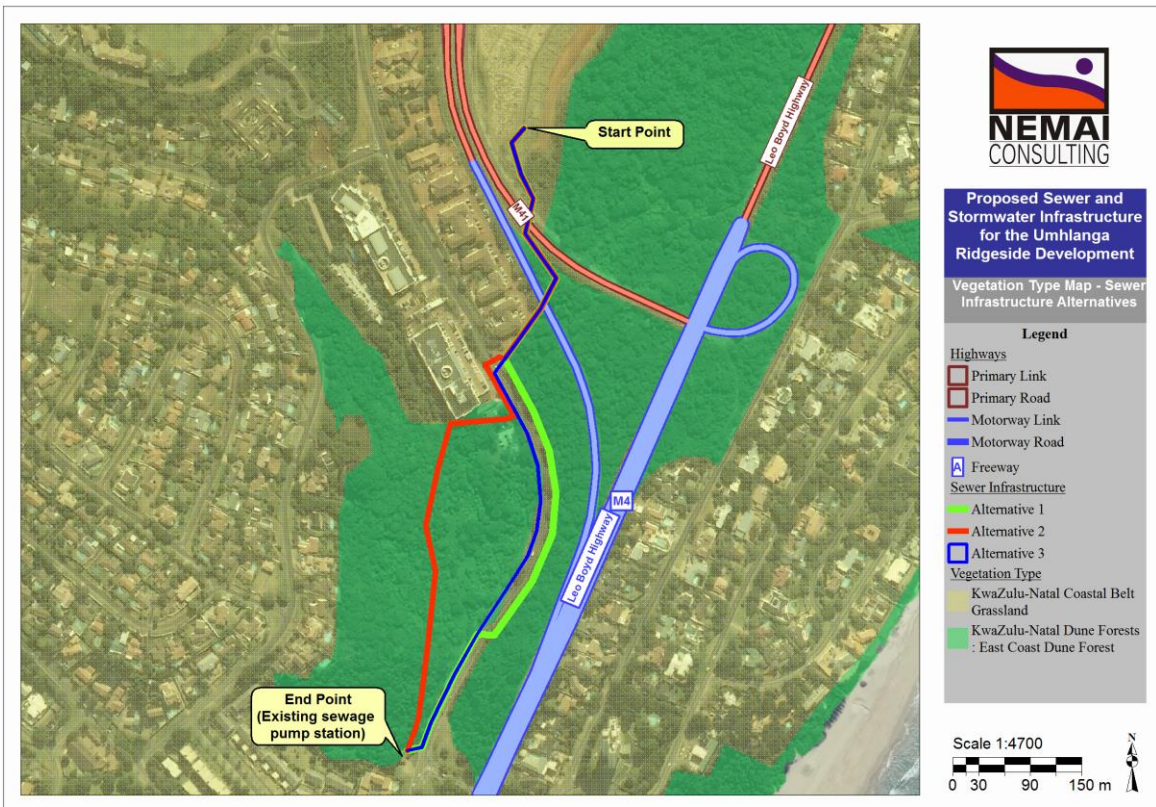 Start Point
M41
Leo Boyd Highway
M4
Leo Boyd Highway
End Point
(Existing sewage
pump station)
NEMAI
CONSULTING
Proposed Sewer and
Stormwater Infrastructure
for the Umhlanga
Ridgeside Development
Vegetation Type Map - Sewer
Infrastructure Alternatives
Legend
Highways
Primary Link
Primary Road
Motorway Link
Motorway Road
A Freeway
Sewer Infrastructure
Alternative 1
Alternative 2
Alternative 3
Vegetation Type
KwaZulu-Natal Coastal Belt
Grassland
KwaZulu-Natal Dune Forests
: East Coast Dune Forest
Scale 1:4700
0 30 90 150 m
N